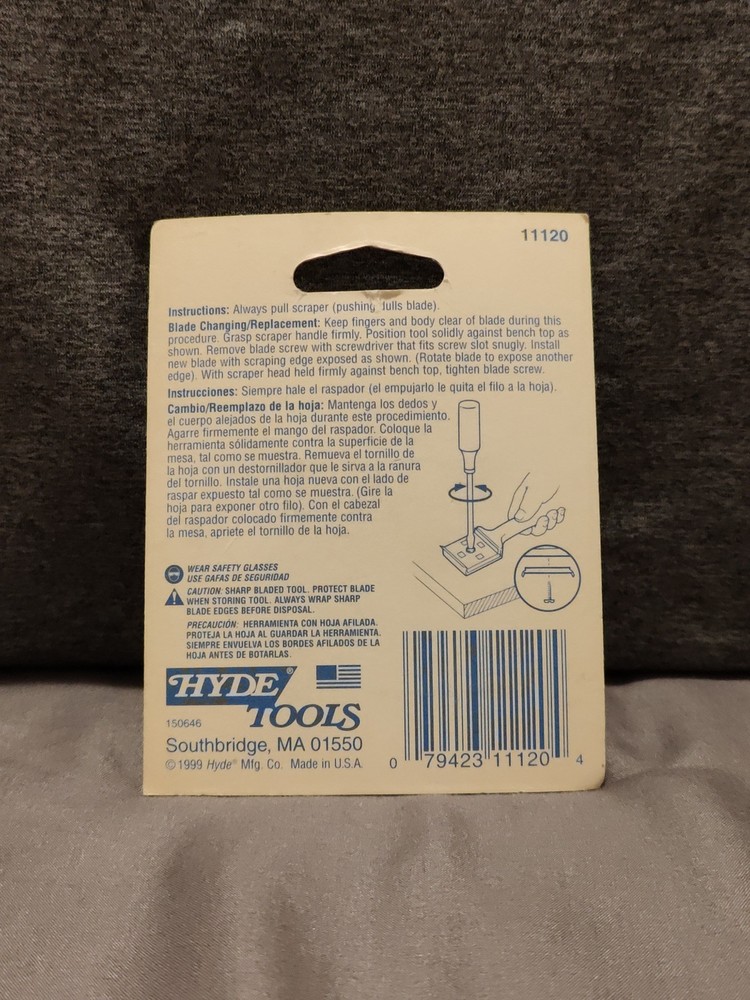 11120
Instructions: Always pull scraper (pushing dulls blade).
Blade Changing/Replacement: Keep fingers and body clear of blade during this
procedure. Grasp scraper handle firmly. Position tool solidly against bench top as
shown. Remove blade screw with screwdriver that fits screw slot snugly. Install
new blade with scraping edge exposed as shown. (Rotate blade to expose another
edge). With scraper head held firmly against bench top, tighten blade screw.
Instrucciones: Siempre hale el raspador (el empujarlo le quita el filo a la hoja).
Cambio/Reemplazo de la hoja: Mantenga los dedos y
el cuerpo alejados de la hoja durante este procedimiento.
Agarre firmemente el mango del raspador. Coloque la
herramienta sólidamente contra la superficie de la
mesa, tal como se muestra. Remueva el tornillo de
la hoja con un destornillador que le sirva a la ranura
del tornillo. Instale una hoja nueva con el lado de
raspar expuesto tal como se muestra. (Gire la
hoja para exponer otro filo). Con el cabezal
del raspador colocado firmemente contra
la mesa, apriete el tornillo de la hoja.
WEAR SAFETY GLASSES
USE GAFAS DE SEGURIDAD
CAUTION: SHARP BLADED TOOL. PROTECT BLADE
WHEN STORING TOOL. ALWAYS WRAP SHARP
BLADE EDGES BEFORE DISPOSAL.
PRECAUCIÓN: HERRAMIENTA CON HOJA AFILADA.
PROTEJA LA HOJA AL GUARDAR LA HERRAMIENTA.
SIEMPRE ENVUELVA LOS BORDES AFILADOS DE LA
HOJA ANTES DE BOTARLAS.
HYDE®
TOOLS
150646
Southbridge, MA 01550
©1999 Hyde® Mfg. Co. Made in U.S.A.
0 79423 11120 4